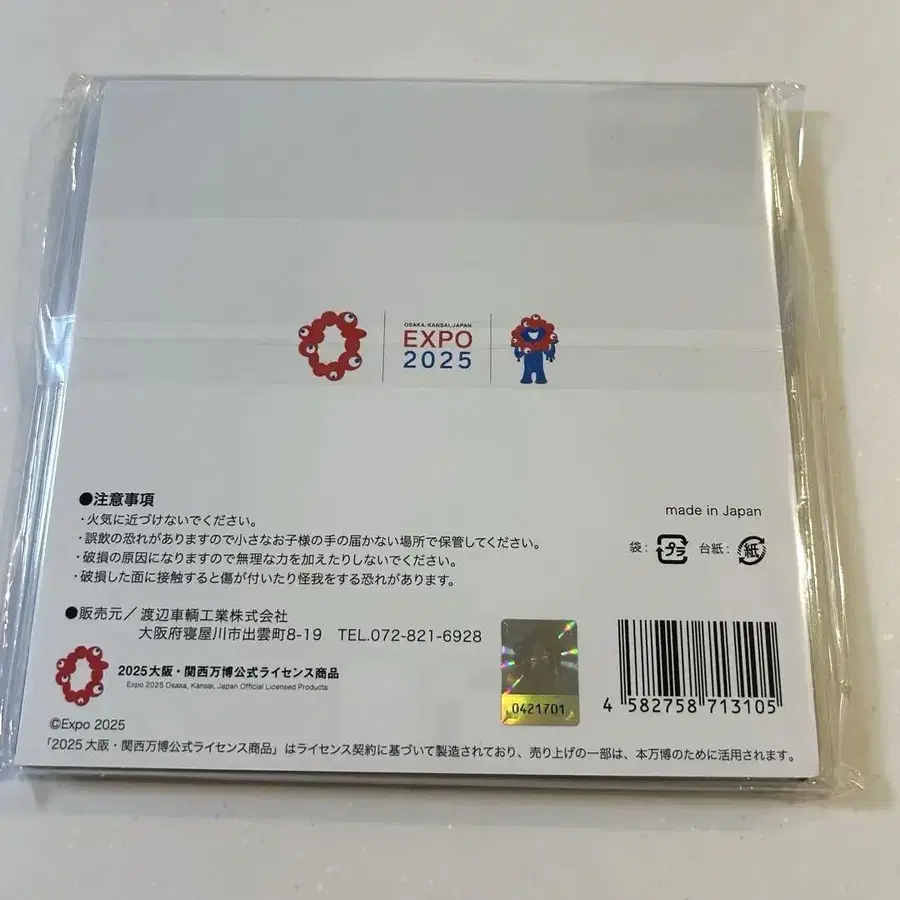 OSAKA, KANSAI, JAPAN
EXPO
2025
●注意事項
・火気に近づけないでください。
・誤飲の恐れがありますので小さなお子様の手の届かない場所で保管してください。
・破損の原因になりますので無理な力を加えたりしないでください。
・破損した面に接触すると傷が付いたり怪我をする恐れがあります。
made in Japan
袋: プラ 台紙: 紙
●販売元/渡辺車輌工業株式会社
大阪府寝屋川市出雲町8-19 TEL.072-821-6928
2025大阪・関西万博公式ライセンス商品
Expo 2025 Osaka, Kansai, Japan Official Licensed Products
0421701
4 582758 713105
©Expo 2025
「2025大阪・関西万博公式ライセンス商品」はライセンス契約に基づいて製造されており、売り上げの一部は、本万博のために活用されます。